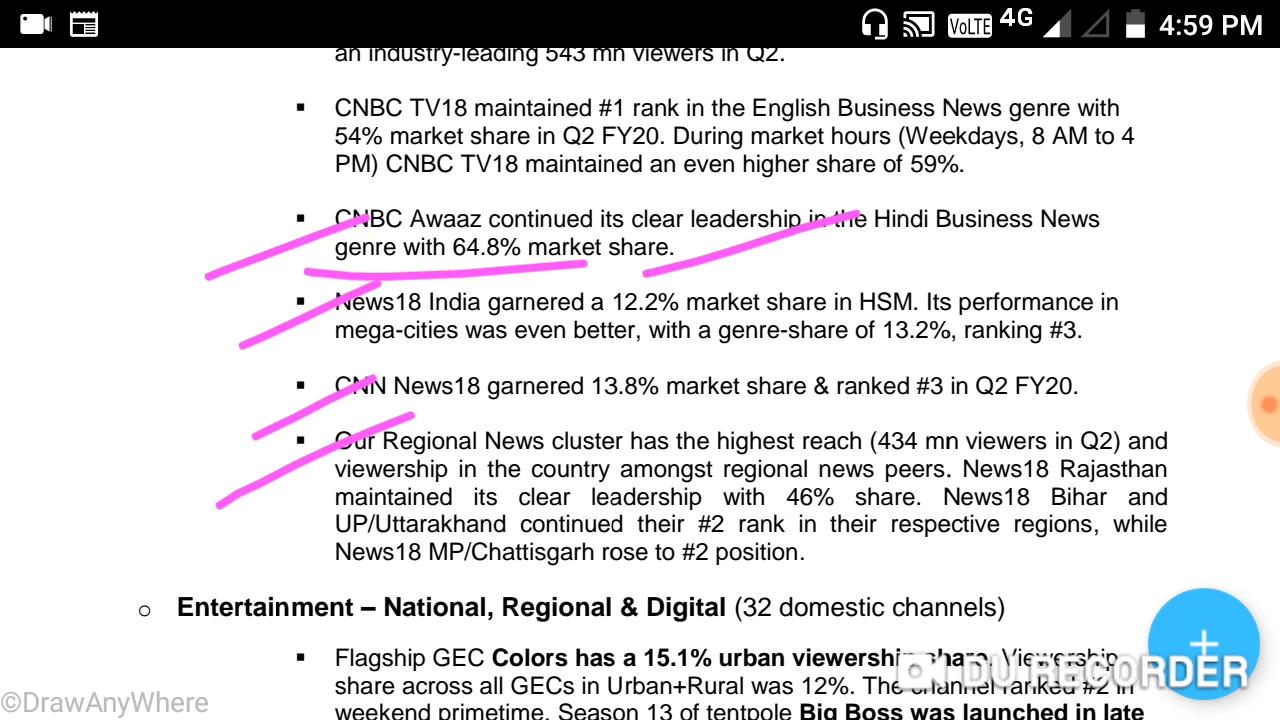 VoLTE 4G 4:59 PM
an industry-leading 543 mn viewers in Q2.
▪ CNBC TV18 maintained #1 rank in the English Business News genre with
54% market share in Q2 FY20. During market hours (Weekdays, 8 AM to 4
PM) CNBC TV18 maintained an even higher share of 59%.
▪ CNBC Awaaz continued its clear leadership in the Hindi Business News
genre with 64.8% market share.
▪ News18 India garnered a 12.2% market share in HSM. Its performance in
mega-cities was even better, with a genre-share of 13.2%, ranking #3.
▪ CNN News18 garnered 13.8% market share & ranked #3 in Q2 FY20.
▪ Our Regional News cluster has the highest reach (434 mn viewers in Q2) and
viewership in the country amongst regional news peers. News18 Rajasthan
maintained its clear leadership with 46% share. News18 Bihar and
UP/Uttarakhand continued their #2 rank in their respective regions, while
News18 MP/Chattisgarh rose to #2 position.
o Entertainment – National, Regional & Digital (32 domestic channels)
▪ Flagship GEC Colors has a 15.1% urban viewership share. Viewership
share across all GECs in Urban+Rural was 12%. The channel ranked #2 in
weekend primetime. Season 13 of tentpole Big Boss was launched in late
DU RECORDER
©DrawAnyWhere